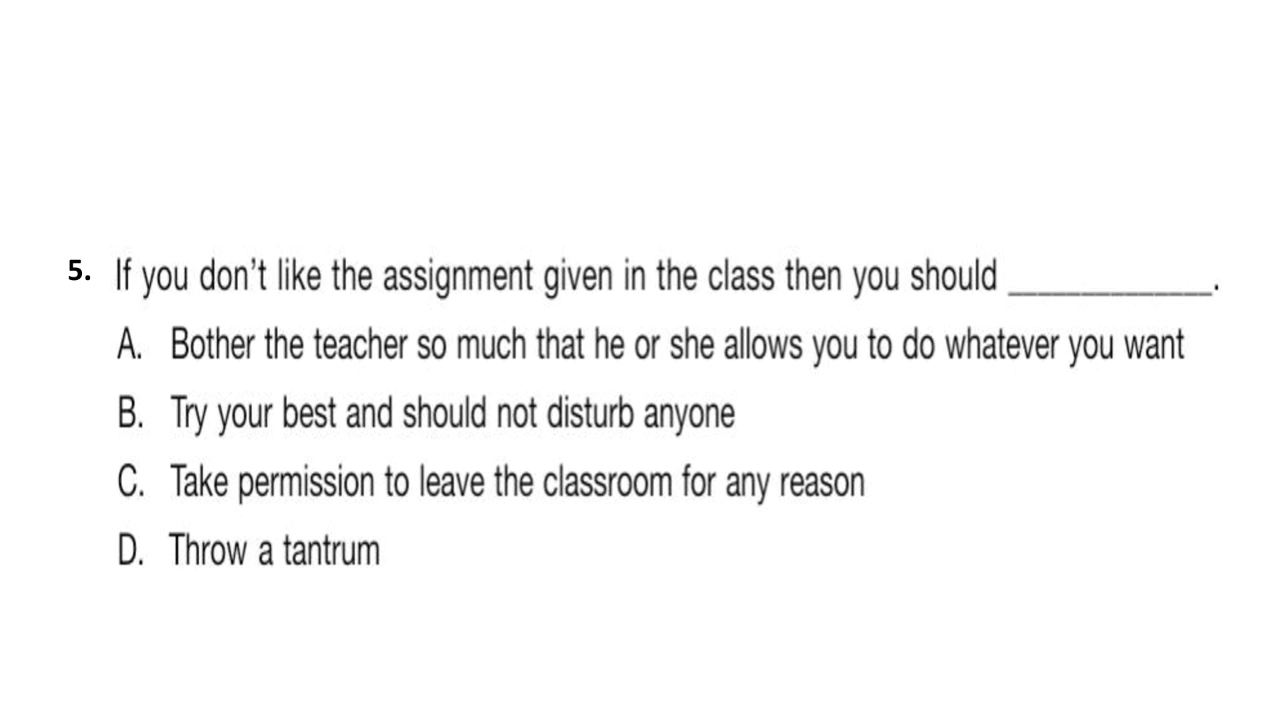 5. If you don't like the assignment given in the class then you should ______________.
A. Bother the teacher so much that he or she allows you to do whatever you want
B. Try your best and should not disturb anyone
C. Take permission to leave the classroom for any reason
D. Throw a tantrum